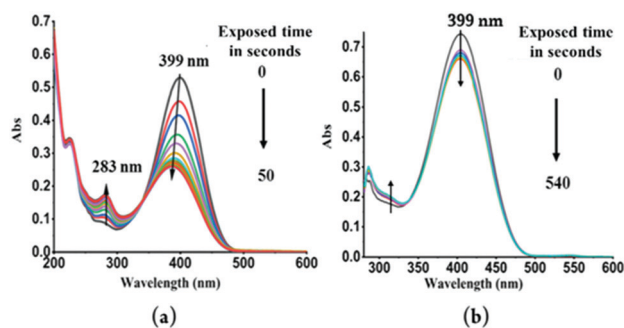 Exposed time
in seconds
0
50
399 nm
283 nm
Abs
0.7
0.6
0.5
0.4
0.3
0.2
0.1
0.0
200 300 400 500 600
Wavelength (nm)
(a)
Exposed time
in seconds
0
540
399 nm
Abs
0.7
0.6
0.5
0.4
0.3
0.2
0.1
0.0
300 350 400 450 500 550 600
Wavelength (nm)
(b)